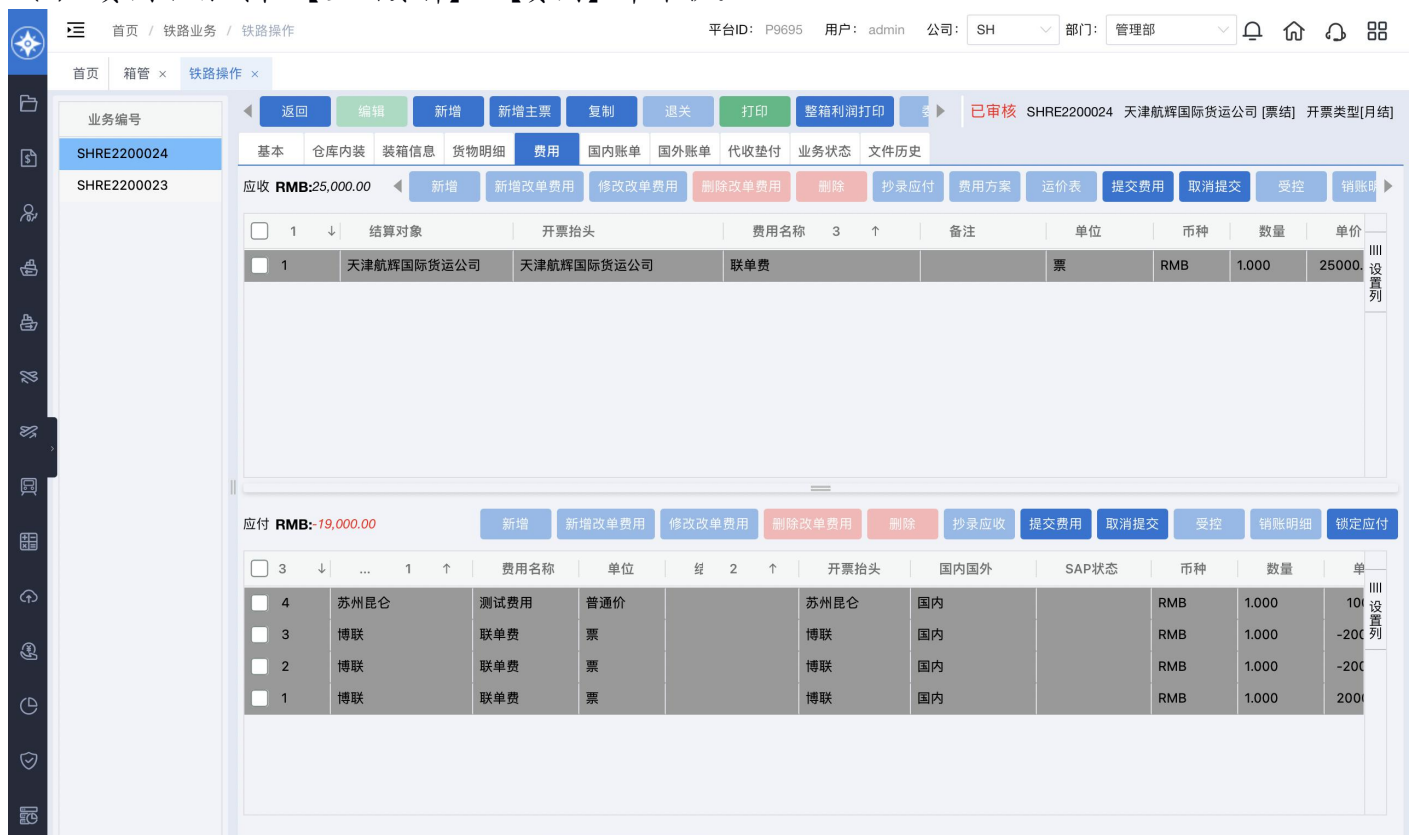 首页 / 铁路业务 / 铁路操作 平台ID: P9695 用户: admin 公司: SH 部门: 管理部
首页 箱管 × 铁路操作 ×
业务编号
SHRE2200024
SHRE2200023
返回 编辑 新增 新增主票 复制 退关 打印 整箱利润打印 已审核 SHRE2200024 天津航辉国际货运公司 [票结] 开票类型[月结]
基本 仓库内装 装箱信息 货物明细 费用 国内账单 国外账单 代收垫付 业务状态 文件历史
应收 RMB:25,000.00 新增 新增改单费用 修改改单费用 删除改单费用 删除 抄录应付 费用方案 运价表 提交费用 取消提交 受控 销账明
1 ↓ 结算对象 开票抬头 费用名称 3 ↑ 备注 单位 币种 数量 单价
1 天津航辉国际货运公司 天津航辉国际货运公司 联单费 票 RMB 1.000 25000.
设置列
应付 RMB:-19,000.00 新增 新增改单费用 修改改单费用 删除改单费用 删除 抄录应收 提交费用 取消提交 受控 销账明细 锁定应付
3 ↓ ... 1 ↑ 费用名称 单位 2 ↑ 开票抬头 国内国外 SAP状态 币种 数量 单
4 苏州昆仑 测试费用 普通价 苏州昆仑 国内 RMB 1.000 100
3 博联 联单费 票 博联 国内 RMB 1.000 -200
2 博联 联单费 票 博联 国内 RMB 1.000 -200
1 博联 联单费 票 博联 国内 RMB 1.000 2000
设置列